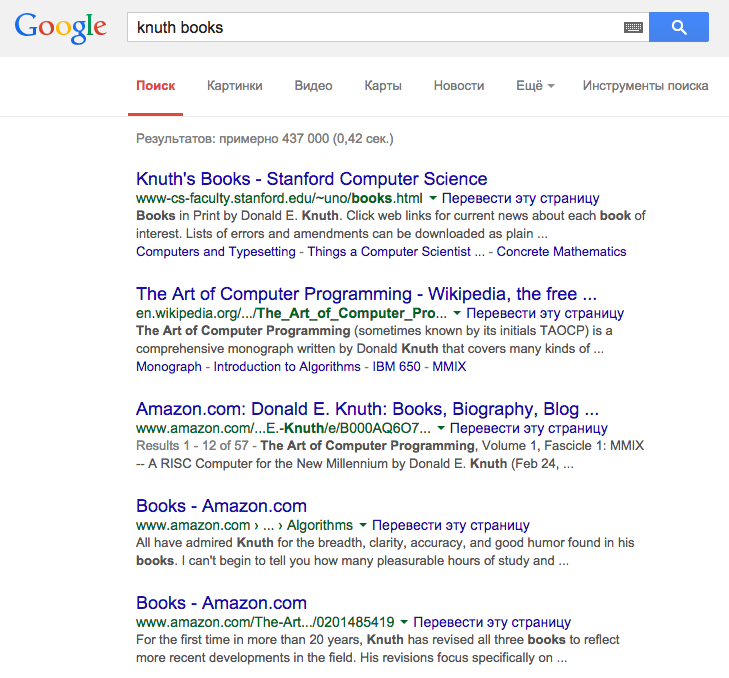 Google
knuth books
Поиск Картинки Видео Карты Новости Ещё Инструменты поиска
Результатов: примерно 437 000 (0,42 сек.)
Knuth's Books - Stanford Computer Science
www-cs-faculty.stanford.edu/~uno/books.html Перевести эту страницу
Books in Print by Donald E. Knuth. Click web links for current news about each book of
interest. Lists of errors and amendments can be downloaded as plain ...
Computers and Typesetting - Things a Computer Scientist ... - Concrete Mathematics
The Art of Computer Programming - Wikipedia, the free ...
en.wikipedia.org/.../The_Art_of_Computer_Pro... Перевести эту страницу
The Art of Computer Programming (sometimes known by its initials TAOCP) is a
comprehensive monograph written by Donald Knuth that covers many kinds of ...
Monograph - Introduction to Algorithms - IBM 650 - MMIX
Amazon.com: Donald E. Knuth: Books, Biography, Blog ...
www.amazon.com/...E.-Knuth/e/B000AQ6O7... Перевести эту страницу
Results 1 - 12 of 57 - The Art of Computer Programming, Volume 1, Fascicle 1: MMIX
-- A RISC Computer for the New Millennium by Donald E. Knuth (Feb 24, ...
Books - Amazon.com
www.amazon.com › ... › Algorithms Перевести эту страницу
All have admired Knuth for the breadth, clarity, accuracy, and good humor found in his
books. I can't begin to tell you how many pleasurable hours of study and ...
Books - Amazon.com
www.amazon.com/The-Art.../0201485419 Перевести эту страницу
For the first time in more than 20 years, Knuth has revised all three books to reflect
more recent developments in the field. His revisions focus specifically on ...